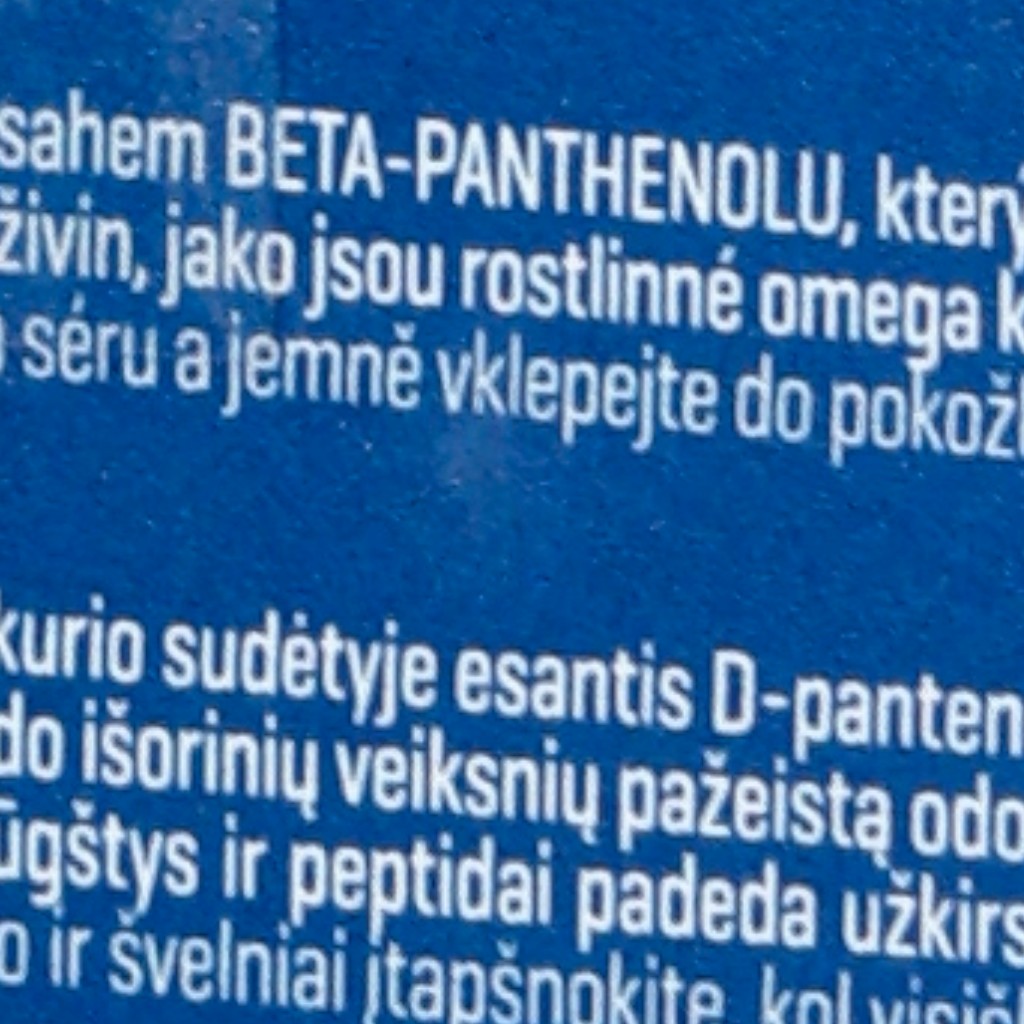 sahem BETA-PANTHENOLU, který
živin, jako jsou rostlinné omega k
séru a jemně vklepejte do pokož
kurio sudėtyje esantis D-panten
do išorinių veiksnių pažeistą odo
ūgštys ir peptidai padeda užkirs
o ir švelniai įtapšnokite, kol visiš